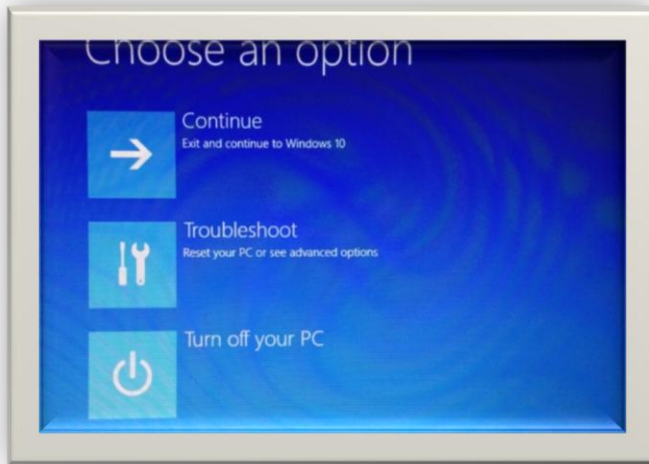 Choose an option
Continue
Exit and continue to Windows 10
Troubleshoot
Reset your PC or see advanced options
Turn off your PC